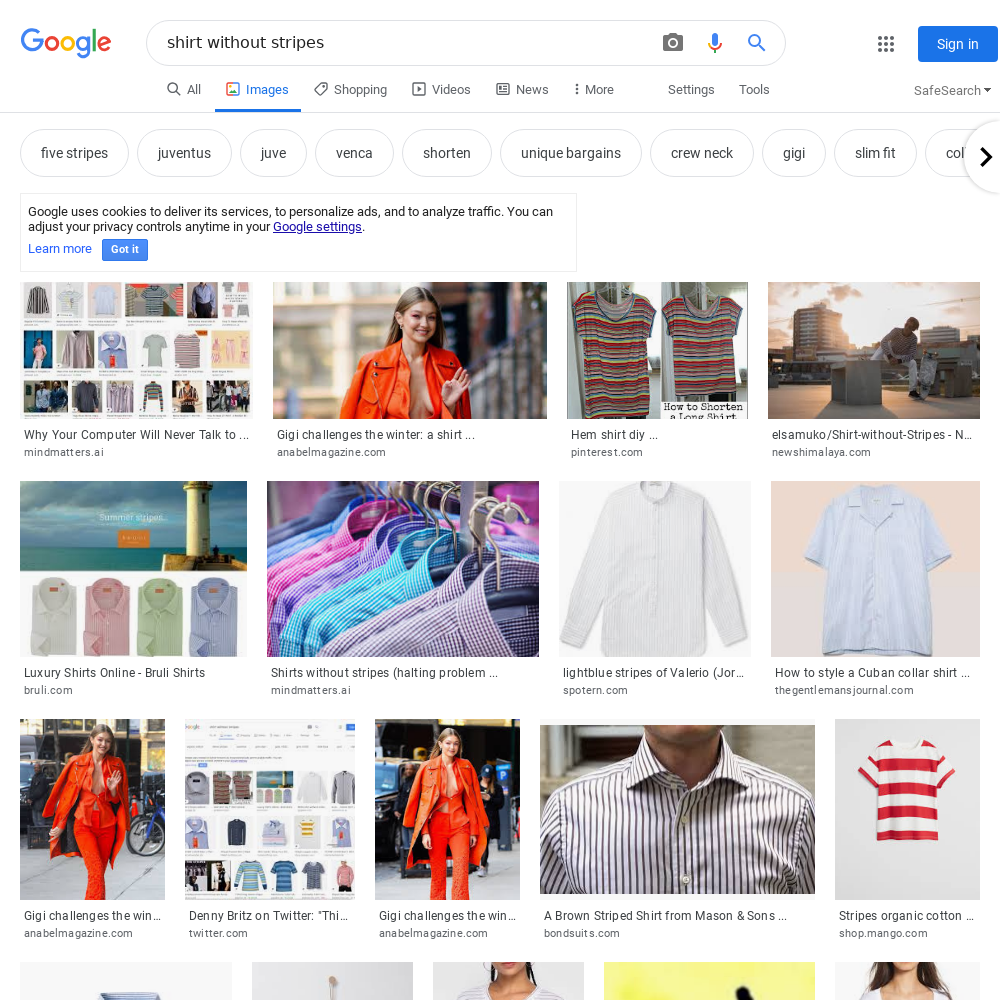 Google
shirt without stripes
Sign in
All Images Shopping Videos News More Settings Tools SafeSearch
five stripes juventus juve venca shorten unique bargains crew neck gigi slim fit col
Google uses cookies to deliver its services, to personalize ads, and to analyze traffic. You can
adjust your privacy controls anytime in your Google settings.
Learn more Got it
How to Shorten
a Long Shirt
Why Your Computer Will Never Talk to ... Gigi challenges the winter: a shirt ... Hem shirt diy ... elsamuko/Shirt-without-Stripes - N...
mindmatters.ai anabelmagazine.com pinterest.com newshimalaya.com
Summer stripes...
BRULI
Luxury Shirts Online - Bruli Shirts Shirts without stripes (halting problem ... lightblue stripes of Valerio (Jor... How to style a Cuban collar shirt ...
bruli.com mindmatters.ai spotern.com thegentlemansjournal.com
Gigi challenges the win... Denny Britz on Twitter: "Thi... Gigi challenges the win... A Brown Striped Shirt from Mason & Sons ... Stripes organic cotton ...
anabelmagazine.com twitter.com anabelmagazine.com bondsuits.com shop.mango.com